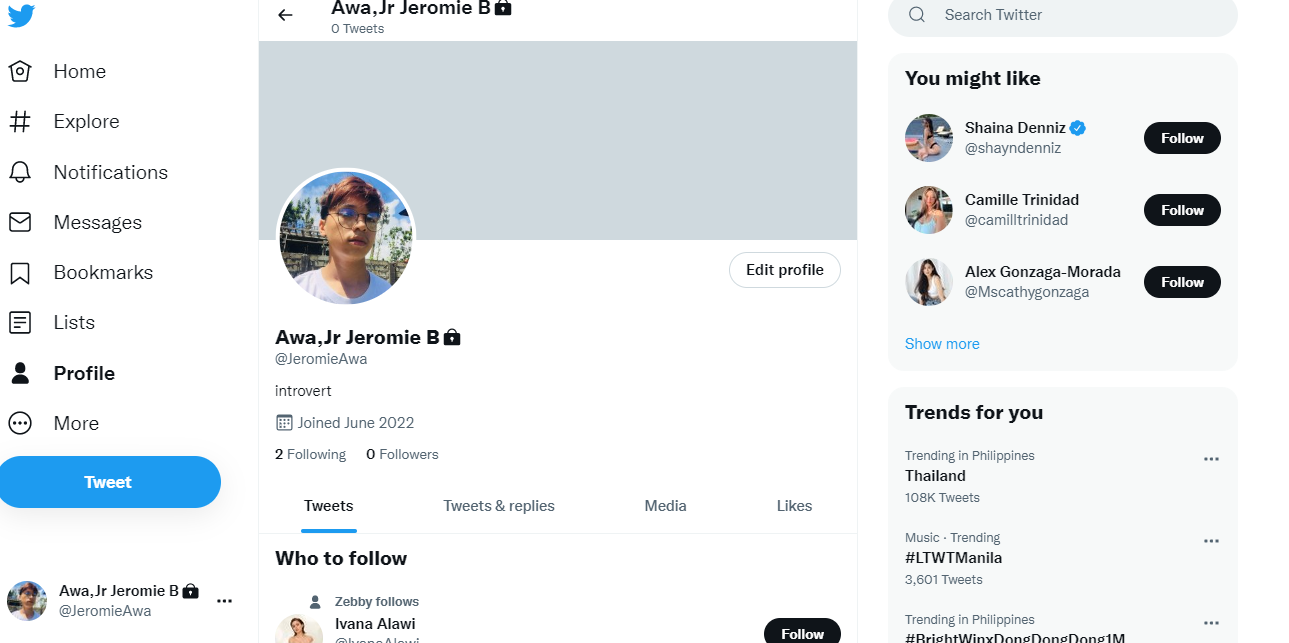 Home
Explore
Notifications
Messages
Bookmarks
Lists
Profile
More
Tweet
Awa,Jr Jeromie B
@JeromieAwa
Awa,Jr Jeromie B
0 Tweets
Edit profile
Awa,Jr Jeromie B
@JeromieAwa
introvert
Joined June 2022
2 Following 0 Followers
Tweets Tweets & replies Media Likes
Who to follow
Zebby follows
Ivana Alawi
@IvanaAlawi
Follow
Search Twitter
You might like
Shaina Denniz
@shayndenniz
Follow
Camille Trinidad
@camilltrinidad
Follow
Alex Gonzaga-Morada
@Mscathygonzaga
Follow
Show more
Trends for you
Trending in Philippines
Thailand
108K Tweets
Music · Trending
#LTWTManila
3,601 Tweets
Trending in Philippines
#BrightWinxDongDongDong1M